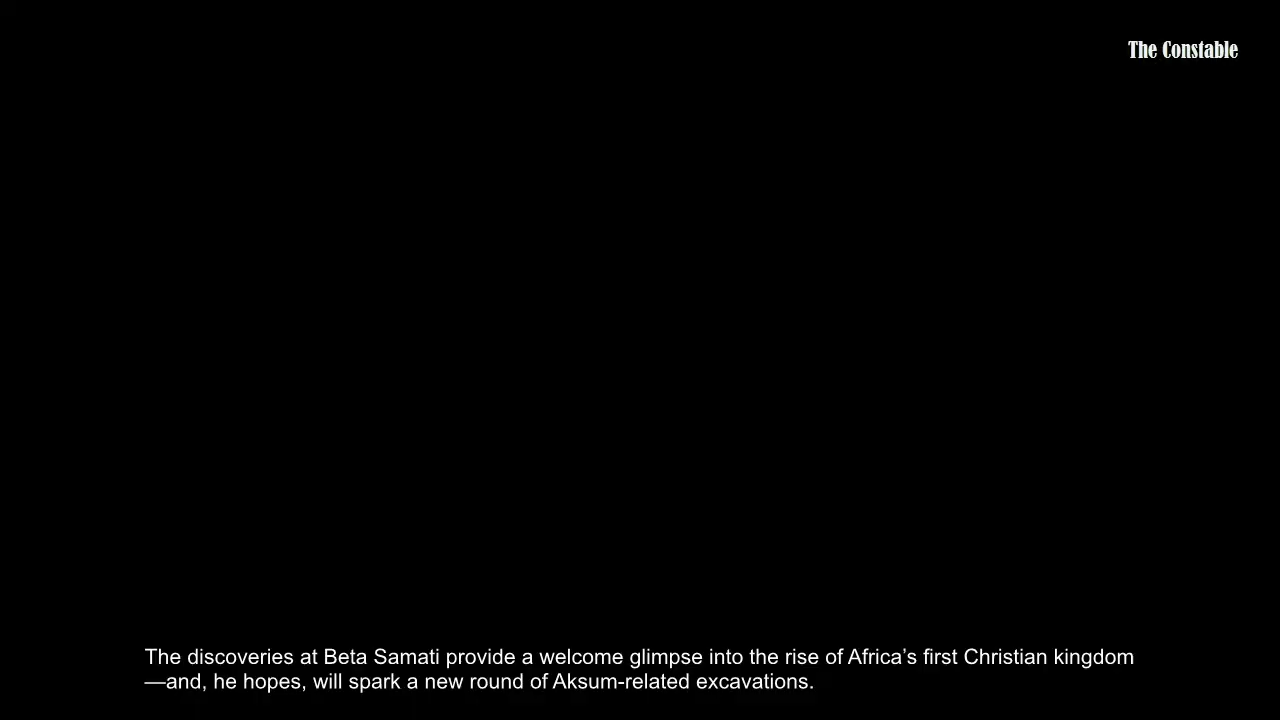 The Constable
The discoveries at Beta Samati provide a welcome glimpse into the rise of Africa’s first Christian kingdom
—and, he hopes, will spark a new round of Aksum-related excavations.